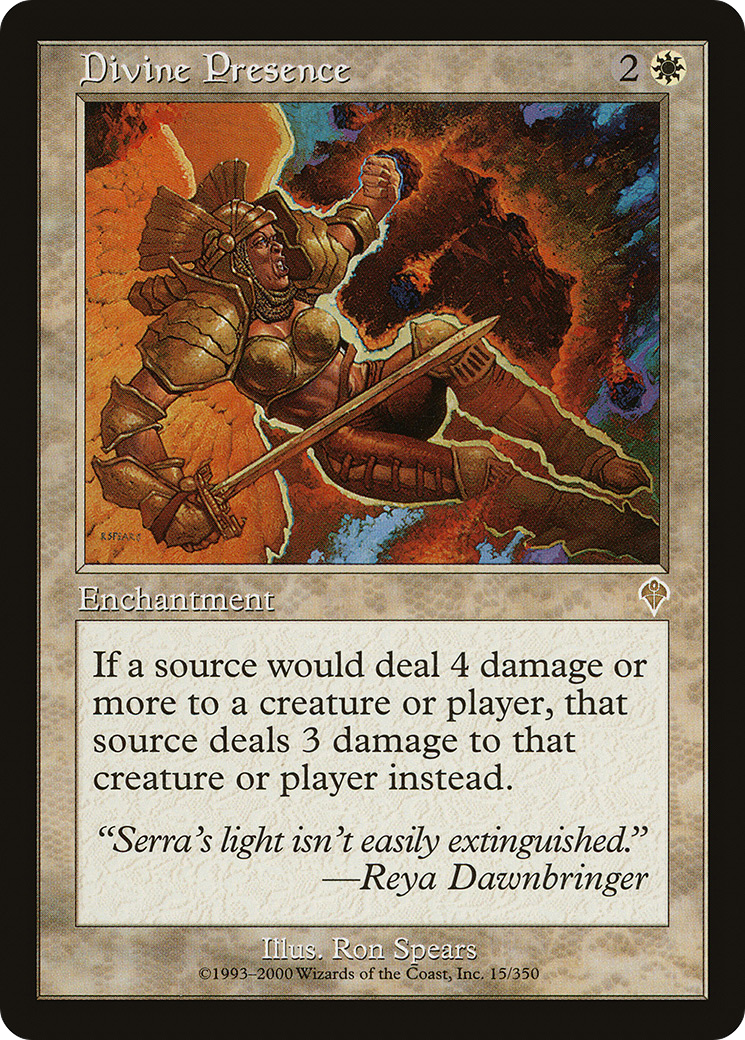 Divine Presence 2
R.SPEARS
Enchantment
If a source would deal 4 damage or
more to a creature or player, that
source deals 3 damage to that
creature or player instead.
“Serra’s light isn’t easily extinguished.”
—Reya Dawnbringer
Illus. Ron Spears
©1993–2000 Wizards of the Coast, Inc. 15/350